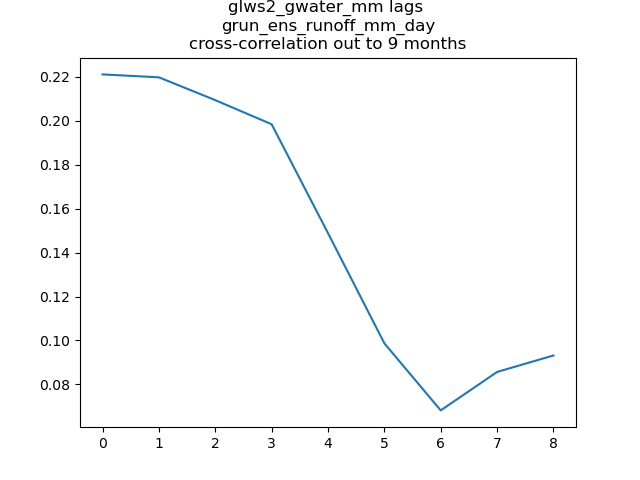 glws2_gwater_mm lags
grun_ens_runoff_mm_day
cross-correlation out to 9 months
0.22
0.20
0.18
0.16
0.14
0.12
0.10
0.08
0 1 2 3 4 5 6 7 8